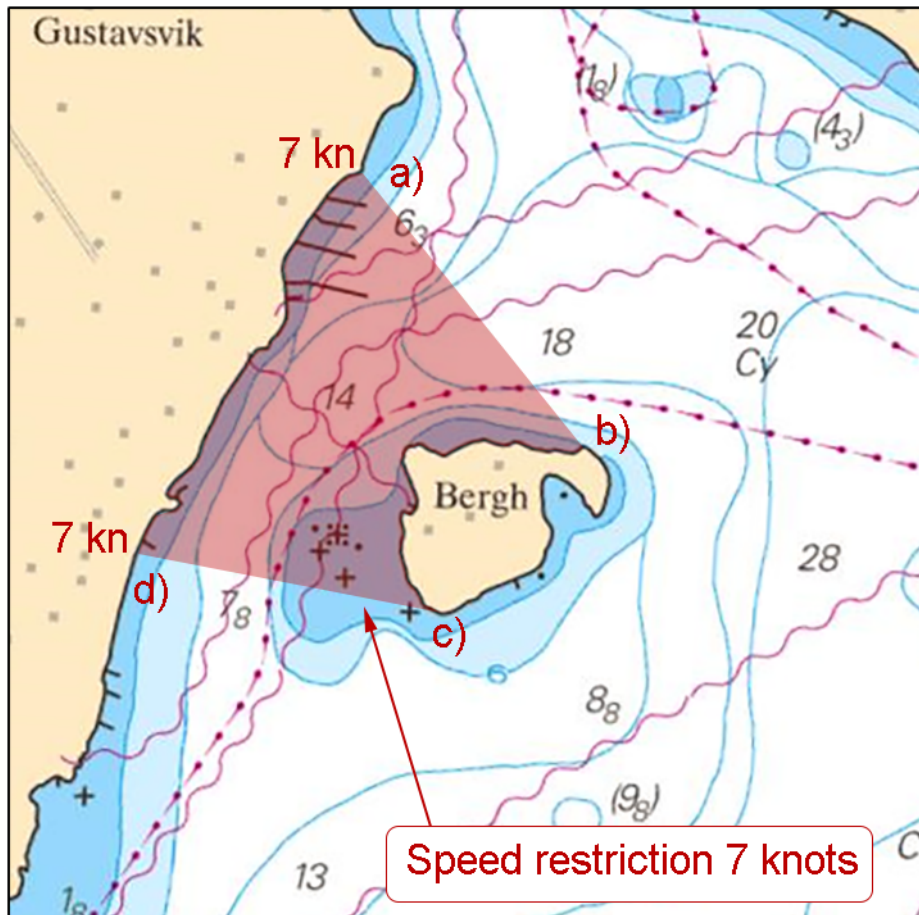 Gustavsvik
(1₈)
(4₃)
7 kn
a)
6₃
18
20
Cy
14
b)
Bergh
7 kn
28
d)
7₈
c)
6
8₈
(9₈)
Speed restriction 7 knots
13
C
1₈